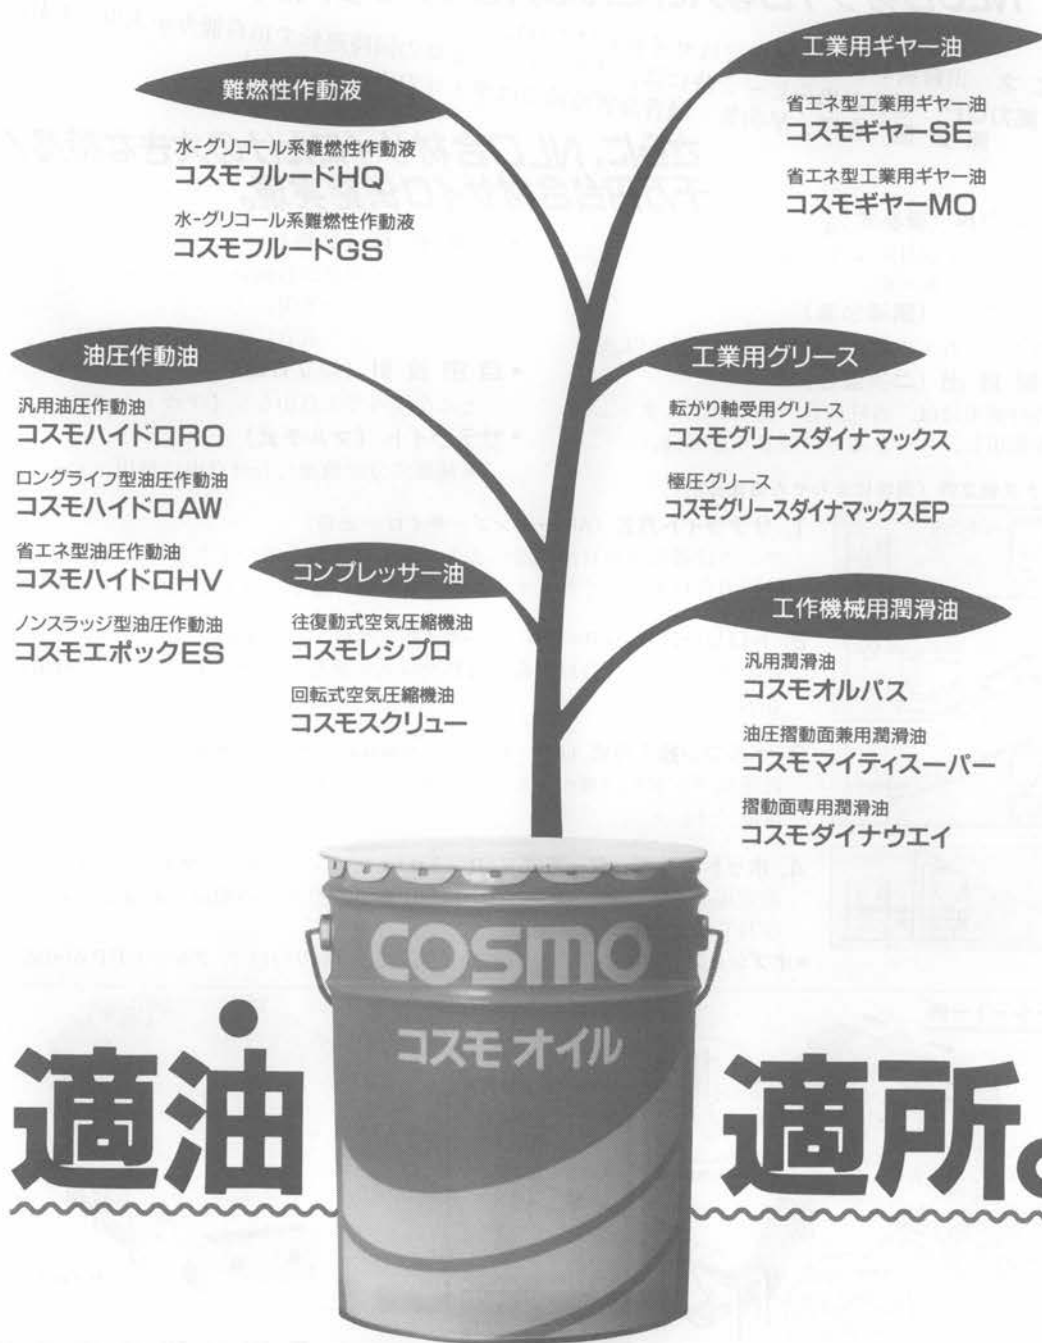 難燃性作動液
水-グリコール系難燃性作動液
コスモフルードHQ
水-グリコール系難燃性作動液
コスモフルードGS
工業用ギヤー油
省エネ型工業用ギヤー油
コスモギヤーSE
省エネ型工業用ギヤー油
コスモギヤーMO
油圧作動油
汎用油圧作動油
コスモハイドロRO
ロングライフ型油圧作動油
コスモハイドロAW
省エネ型油圧作動油
コスモハイドロHV
ノンスラッジ型油圧作動油
コスモエポックES
工業用グリース
転がり軸受用グリース
コスモグリースダイナマックス
極圧グリース
コスモグリースダイナマックスEP
コンプレッサー油
往復動式空気圧縮機油
コスモレシプロ
回転式空気圧縮機油
コスモスクリュー
工作機械用潤滑油
汎用潤滑油
コスモオルパス
油圧摺動面兼用潤滑油
コスモマイティスーパー
摺動面専用潤滑油
コスモダイナウエイ
COSMO
コスモ オイル
適油 適所。